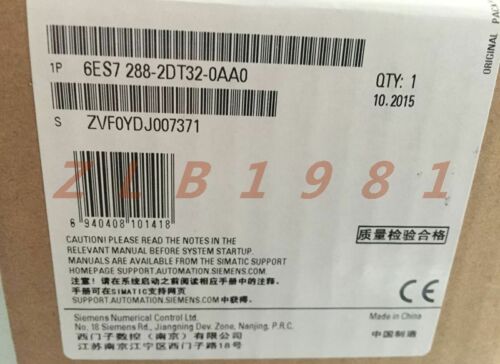 ORIGINAL PACK
1P 6ES7 288-2DT32-0AA0
QTY: 1
10.2015
S ZVF0YDJ007371
ZLB1981
6 940408 101418
质量检验合格
CAUTION! PLEASE READ THE NOTES IN THE
RELEVANT MANUAL BEFORE SYSTEM STARTUP.
MANUALS ARE AVAILABLE FROM THE SIMATIC SUPPORT
HOMEPAGE SUPPORT.AUTOMATION.SIEMENS.COM
注意! 请在系统启动之前阅读相应手册中的注释。
手册可在SIMATIC支持网页
SUPPORT.AUTOMATION.SIEMENS.COM中获得。
CE
Siemens Numerical Control Ltd.
No. 18 Siemens Rd., Jiangning Dev. Zone, Nanjing, P.R.C.
西门子数控(南京)有限公司
江苏南京江宁区西门子路18号
Made in China
中国制造